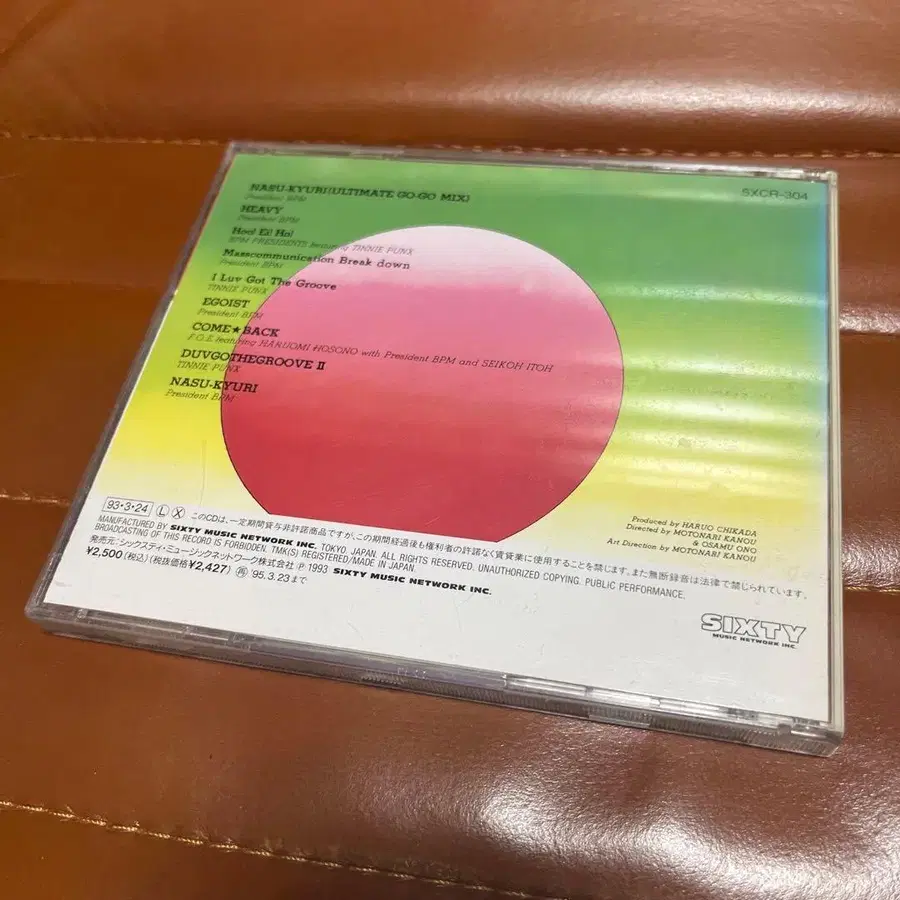 SXCR-304
NASU-KYURI(ULTIMATE GO-GO MIX)
President BPM
HEAVY
President BPM
Hoo! Ei! Ho!
BPM PRESIDENTS featuring TINNIE PUNX
Masscommunication Break down
President BPM
I Luv Got The Groove
TINNIE PUNX
EGOIST
President BPM
COME★BACK
F.O.E featuring HARUOMI HOSONO with President BPM and SEIKOH ITOH
DUVGOTHEGROOVE II
TINNIE PUNX
NASU-KYURI
President BPM
Produced by HARUO CHIKADA
Directed by MOTONARI KANOU
& OSAMU ONO
Art Direction by MOTONARI KANOU
93・3・24 L X このCDは、一定期間貸与非許諾商品ですが、この期間経過後も権利者の許諾なく賃貸業に使用することを禁じます。また無断録音は法律で禁じられています。
MANUFACTURED BY SIXTY MUSIC NETWORK INC. TOKYO, JAPAN. ALL RIGHTS RESERVED. UNAUTHORIZED COPYING. PUBLIC PERFORMANCE.
BROADCASTING OF THIS RECORD IS FORBIDDEN. TMK(S) REGISTERED/MADE IN JAPAN.
発売元:シックスティ・ミュージックネットワーク株式会社 Ⓟ 1993 SIXTY MUSIC NETWORK INC.
¥2,500(税込)(税抜価格¥2,427) 再 '95.3.23まで
SIXTY
MUSIC NETWORK INC.